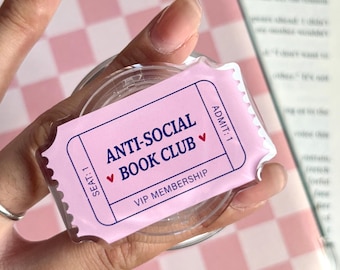 ANTI-SOCIAL
BOOK CLUB
VIP MEMBERSHIP
SEAT: 1
ADMIT: 1